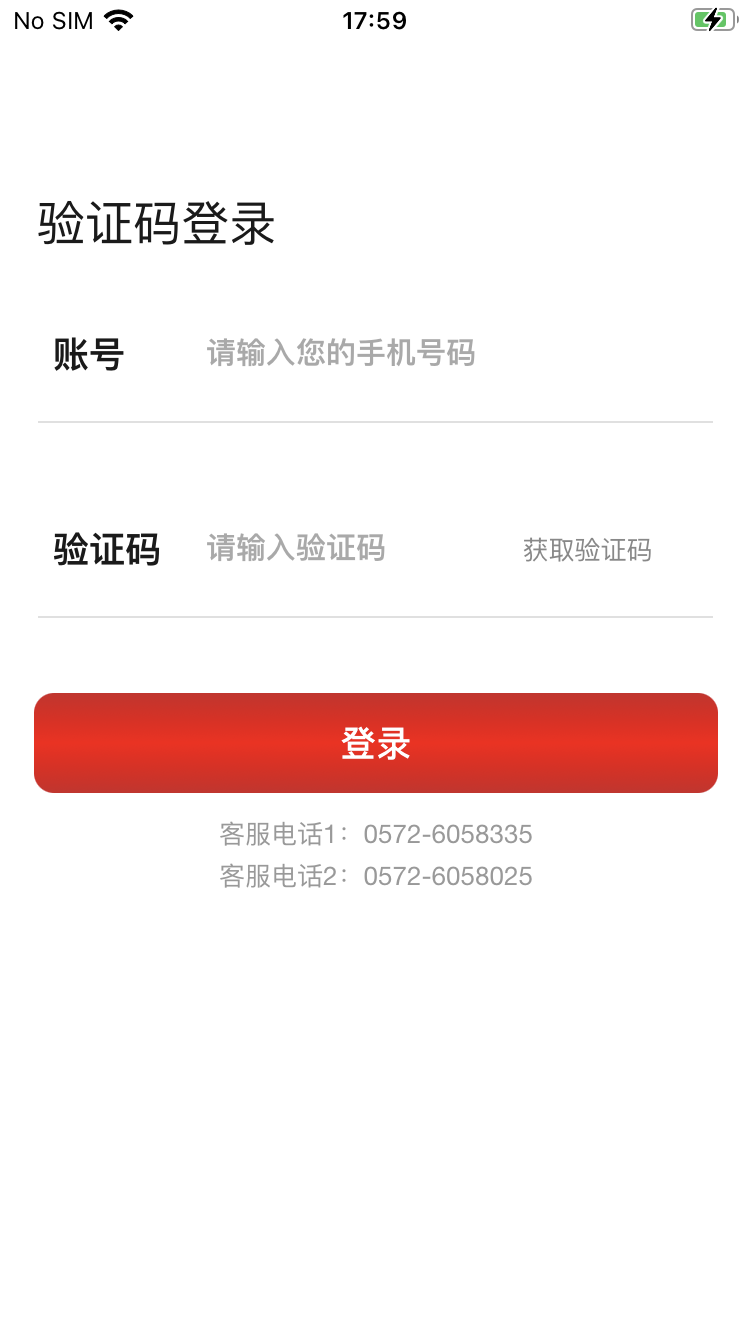 No SIM 17:59
验证码登录
账号 请输入您的手机号码
验证码 请输入验证码 获取验证码
登录
客服电话1：0572-6058335
客服电话2：0572-6058025